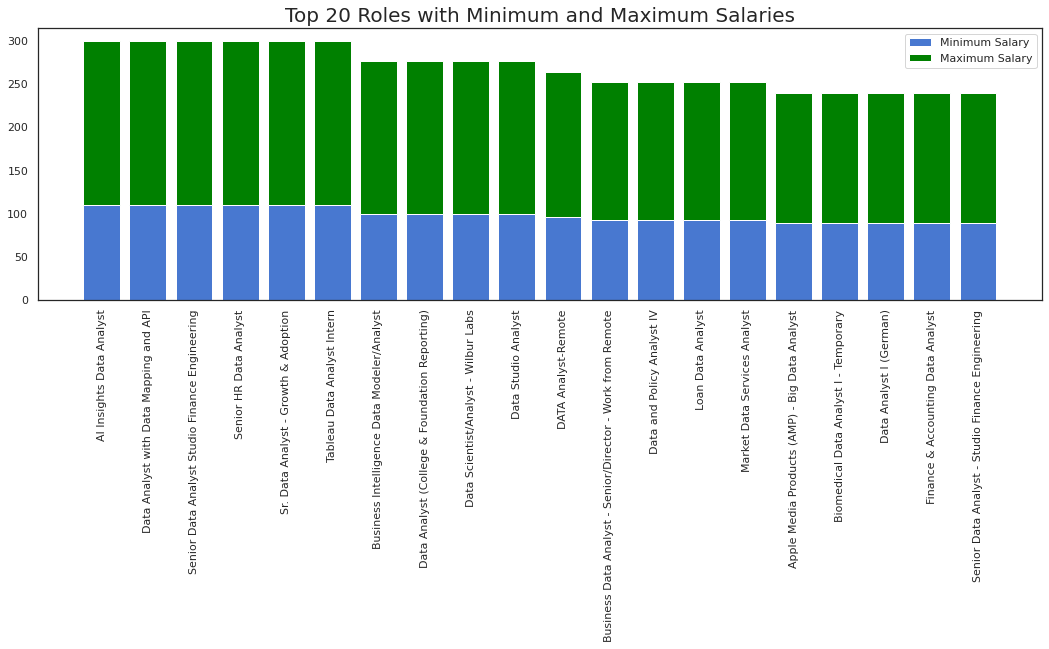 Top 20 Roles with Minimum and Maximum Salaries
Minimum Salary
Maximum Salary
300
250
200
150
100
50
0
AI Insights Data Analyst
Data Analyst with Data Mapping and API
Senior Data Analyst Studio Finance Engineering
Senior HR Data Analyst
Sr. Data Analyst - Growth & Adoption
Tableau Data Analyst Intern
Business Intelligence Data Modeler/Analyst
Data Analyst (College & Foundation Reporting)
Data Scientist/Analyst - Wilbur Labs
Data Studio Analyst
DATA Analyst-Remote
Business Data Analyst - Senior/Director - Work from Remote
Data and Policy Analyst IV
Loan Data Analyst
Market Data Services Analyst
Apple Media Products (AMP) - Big Data Analyst
Biomedical Data Analyst I - Temporary
Data Analyst I (German)
Finance & Accounting Data Analyst
Senior Data Analyst - Studio Finance Engineering